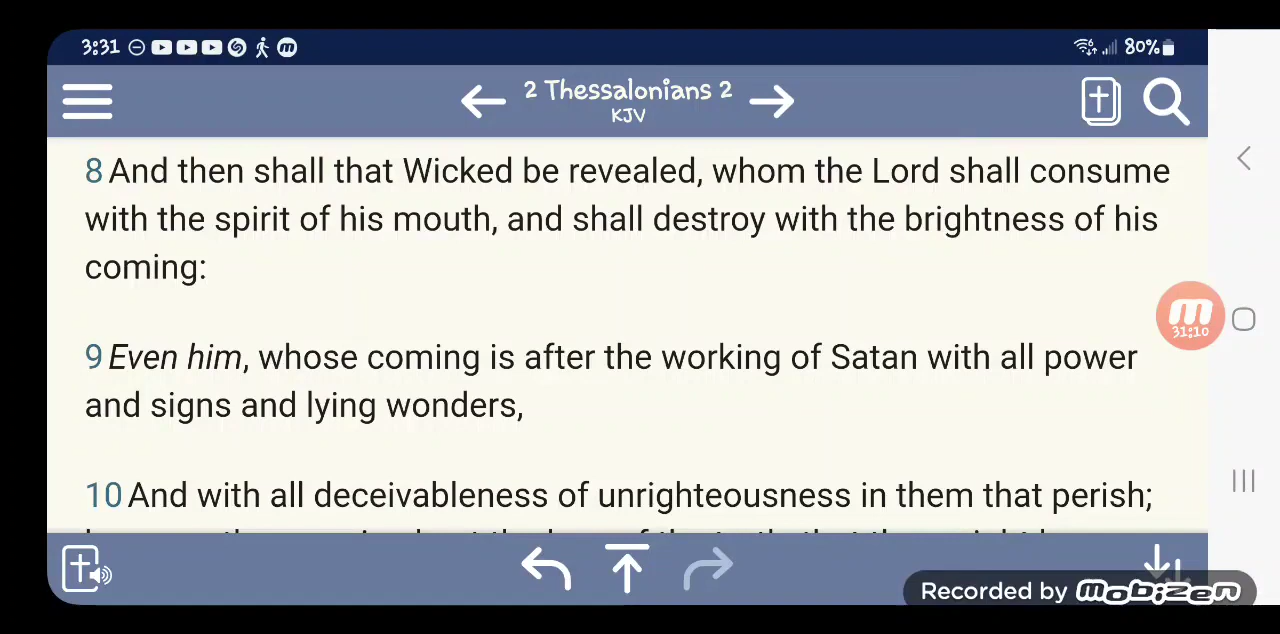 3:31
80%
2 Thessalonians 2
KJV
8 And then shall that Wicked be revealed, whom the Lord shall consume
with the spirit of his mouth, and shall destroy with the brightness of his
coming:
9 Even him, whose coming is after the working of Satan with all power
and signs and lying wonders,
31:10
10 And with all deceivableness of unrighteousness in them that perish;
Recorded by mobizen